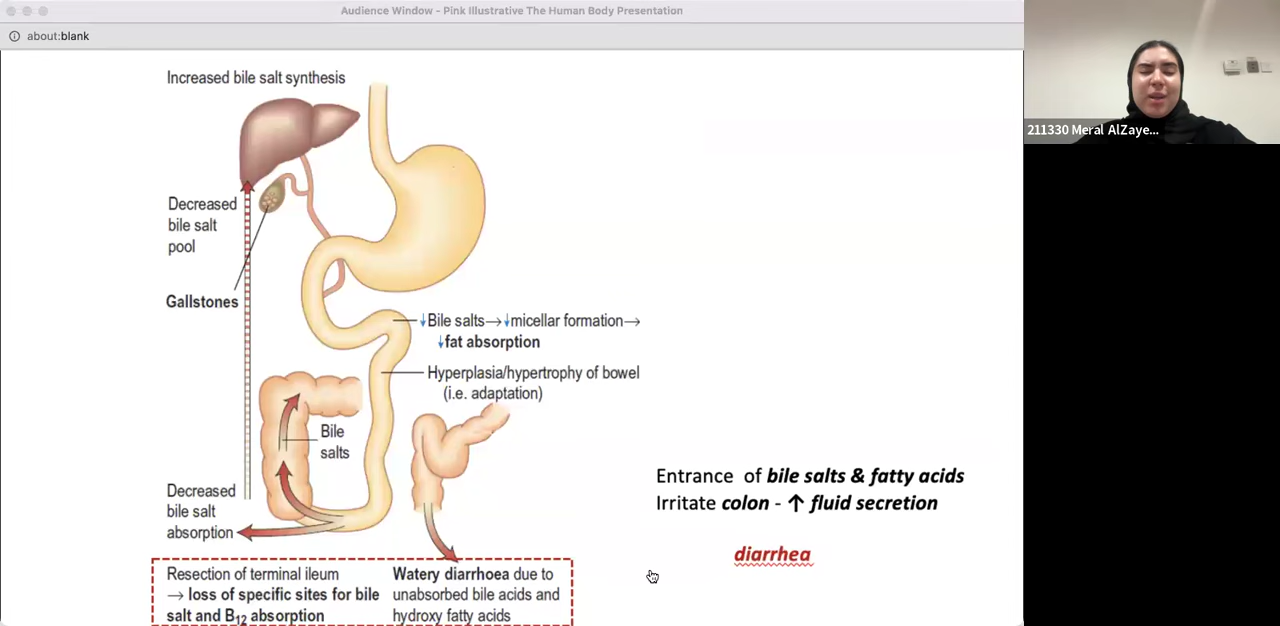 Audience Window - Pink Illustrative The Human Body Presentation
about:blank
211330 Meral AlZaye...
Increased bile salt synthesis
Decreased
bile salt
pool
Gallstones
↓Bile salts→↓micellar formation→
↓fat absorption
Hyperplasia/hypertrophy of bowel
(i.e. adaptation)
Bile
salts
Decreased
bile salt
absorption
Entrance of bile salts & fatty acids
Irritate colon - ↑ fluid secretion
diarrhea
Resection of terminal ileum
→ loss of specific sites for bile
salt and B12 absorption
Watery diarrhoea due to
unabsorbed bile acids and
hydroxy fatty acids